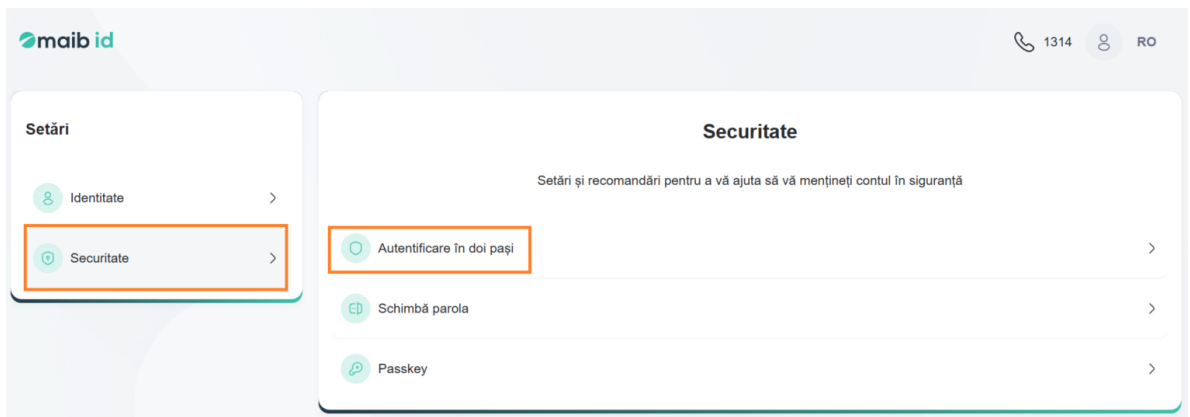 maib id
1314
RO
Setări
Identitate
Securitate
Securitate
Setări și recomandări pentru a vă ajuta să vă mențineți contul în siguranță
Autentificare în doi pași
Schimbă parola
Passkey